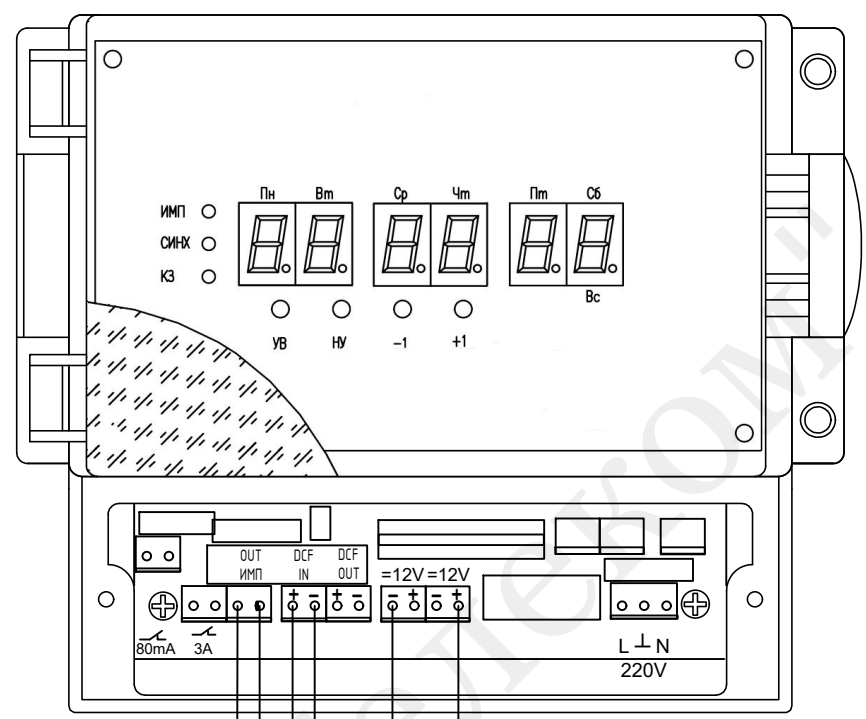 Пн Вт Ср Чт Пт Сб
ИМП
СИНХ
КЗ
Вс
УВ НУ -1 +1
OUT DCF DCF
ИМП IN OUT =12V =12V
+ - + - - + - +
80mA 3A
L ⊥ N
220V
телеком"